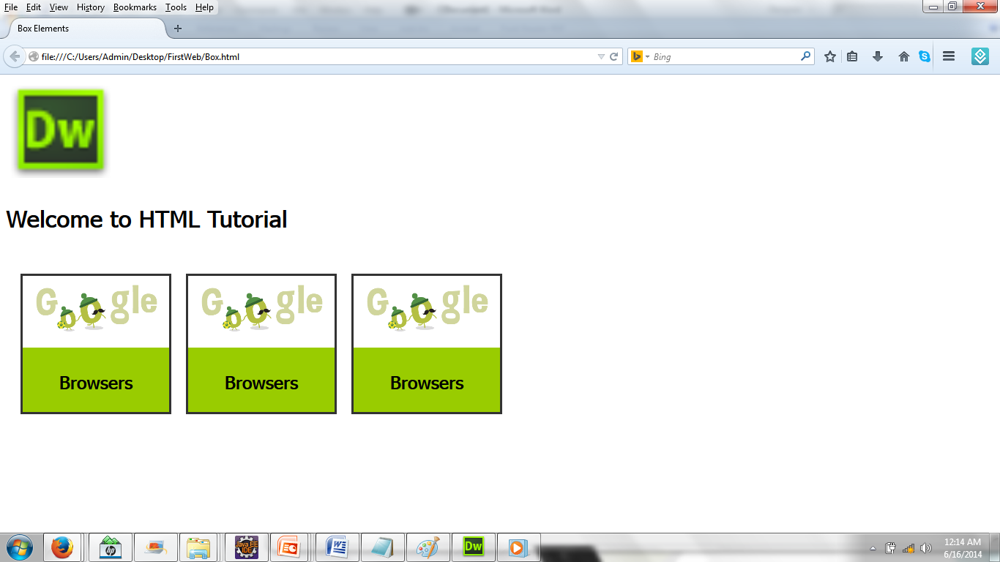 File Edit View History Bookmarks Tools Help
Box Elements
file:///C:/Users/Admin/Desktop/FirstWeb/Box.html
Bing
Dw
Welcome to HTML Tutorial
Google Google Google
Browsers Browsers Browsers
hp
Java EE
IDE
Dw
12:14 AM
6/16/2014